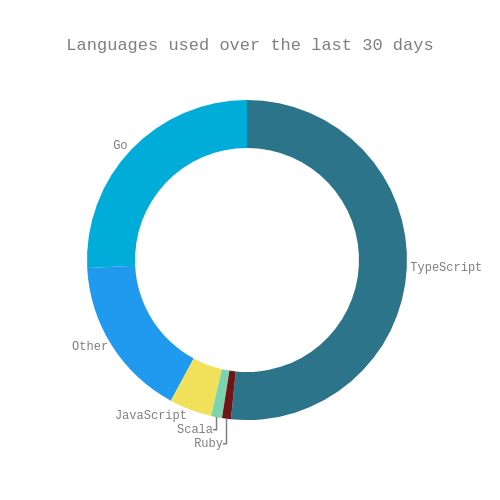 Languages used over the last 30 days
Go
TypeScript
Other
JavaScript
Scala
Ruby